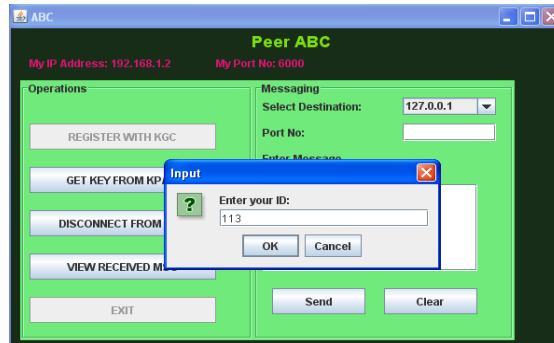 ABC
Peer ABC
My IP Address: 192.168.1.2 My Port No: 6000
Operations
REGISTER WITH KGC
GET KEY FROM
DISCONNECT FROM
VIEW RECEIVED
EXIT
Messaging
Select Destination: 127.0.0.1
Port No:
Enter Message
Input
Enter your ID:
113
OK Cancel
Send Clear